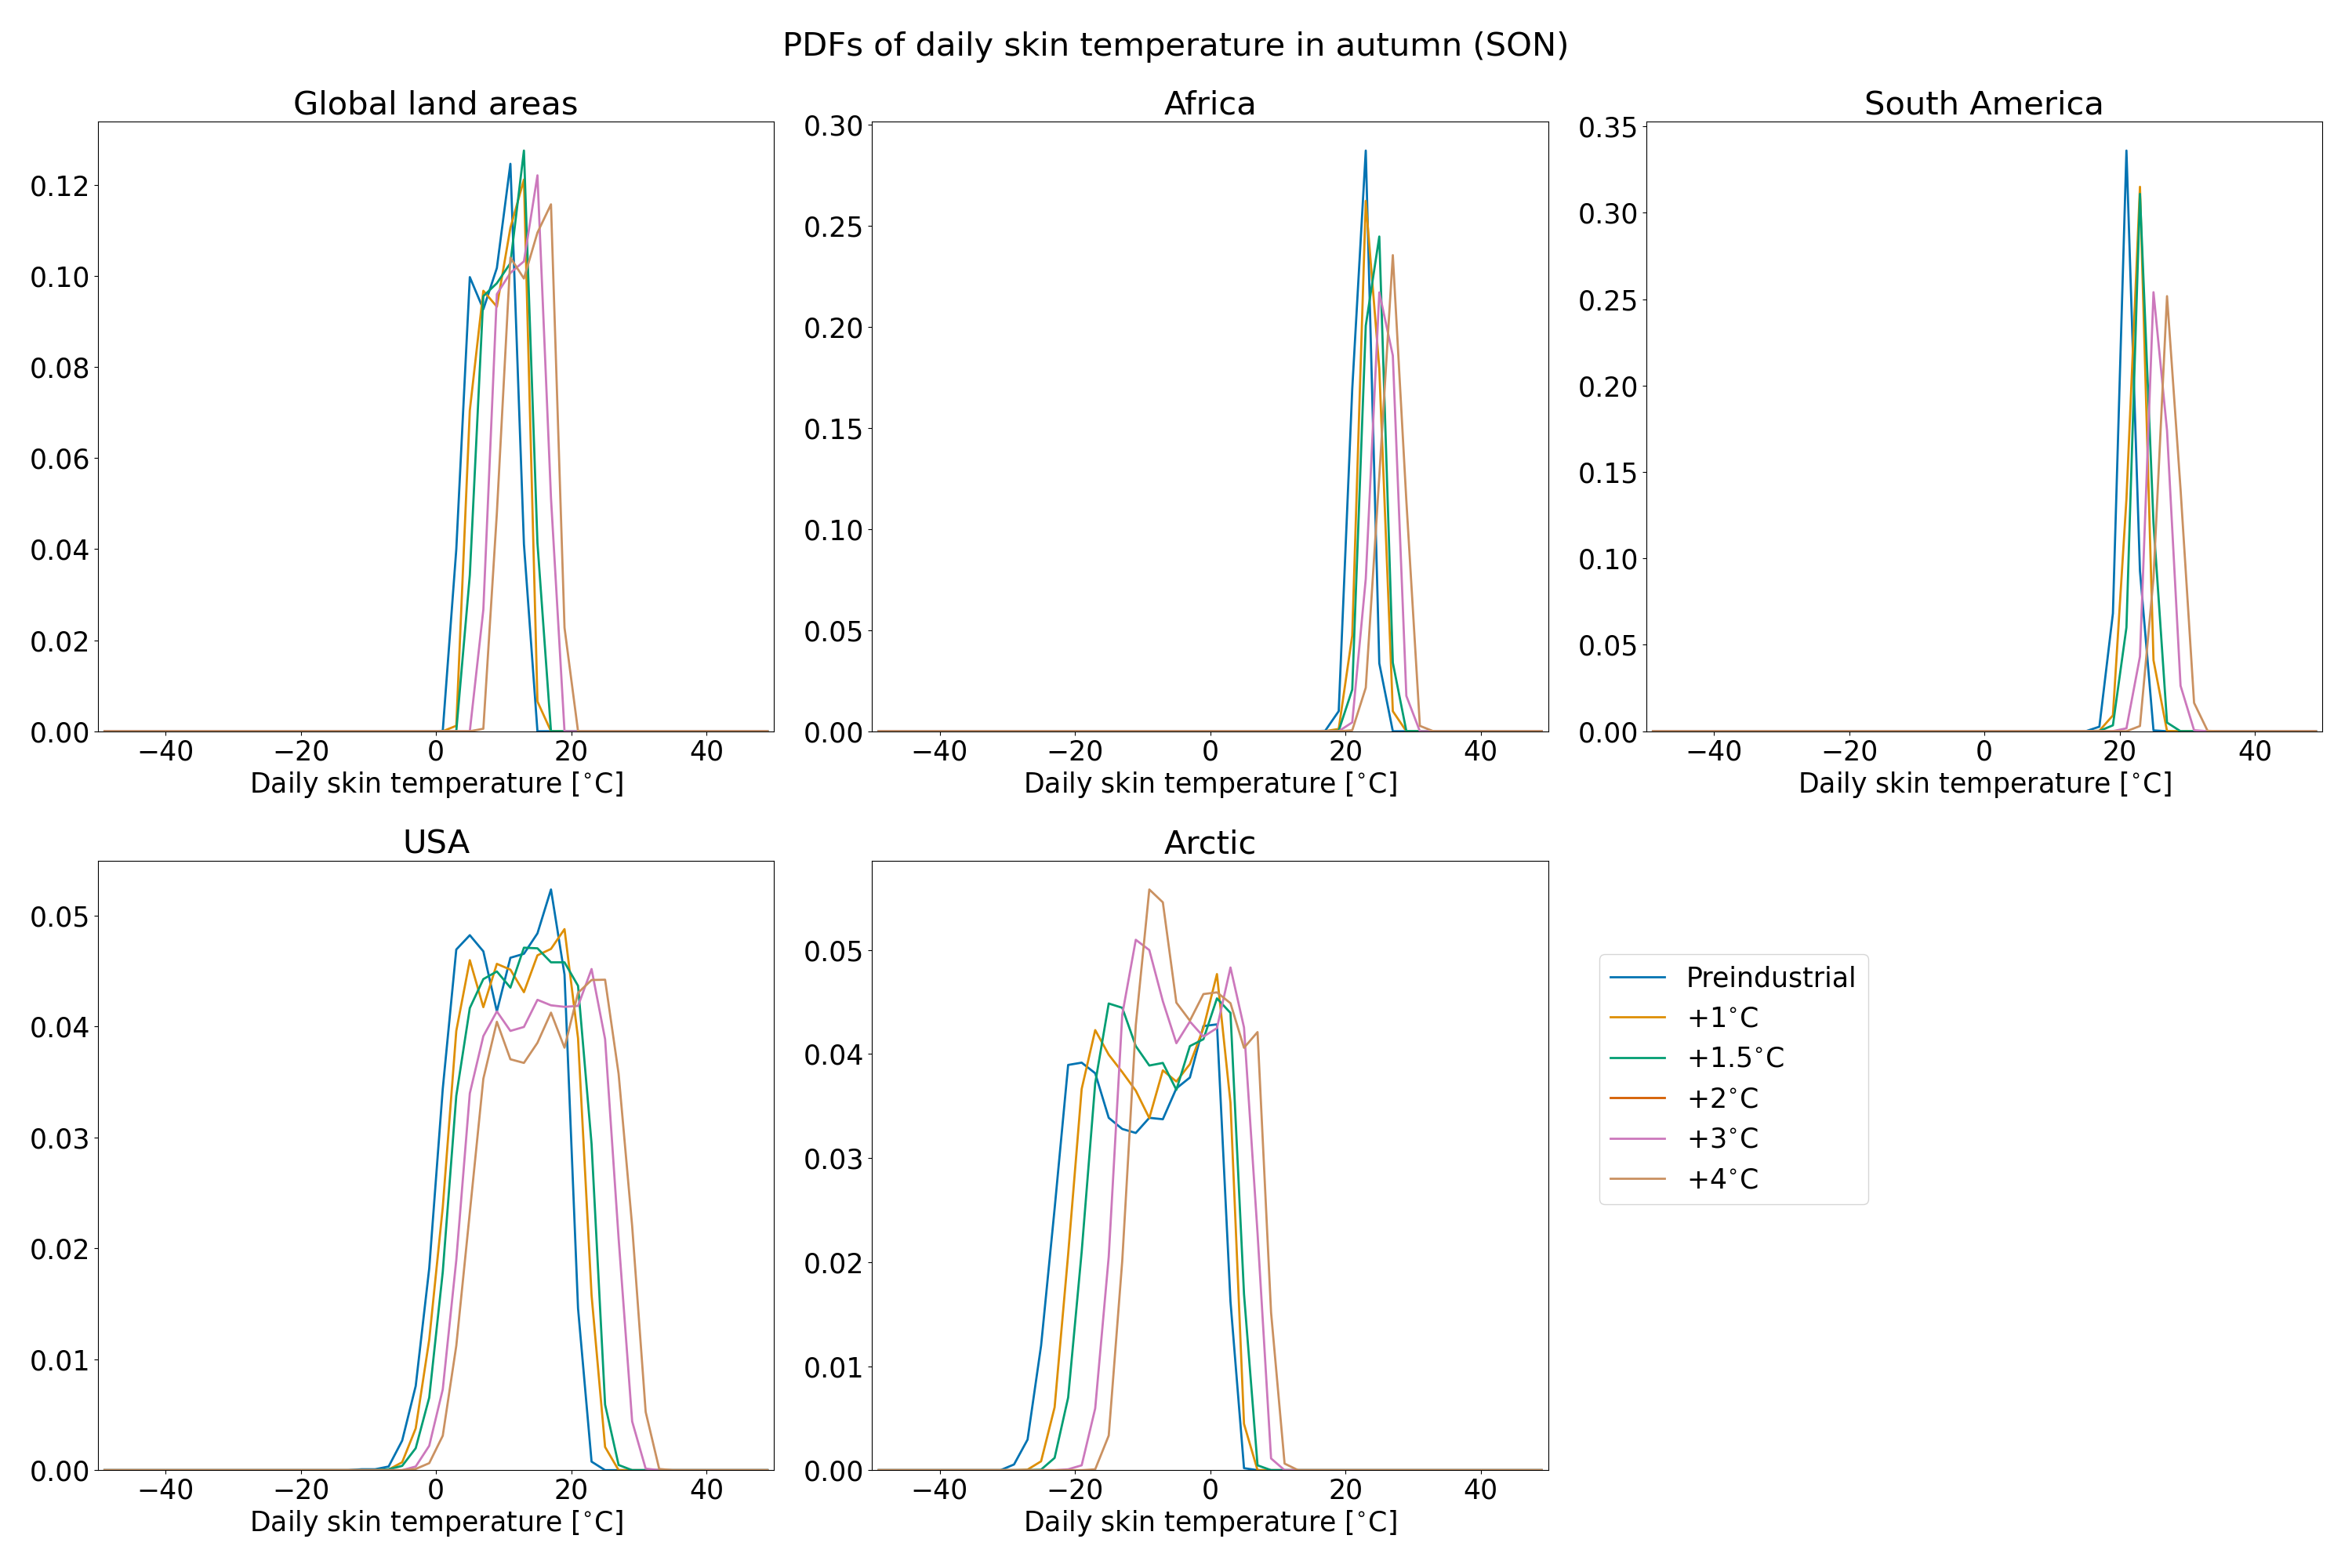 PDFs of daily skin temperature in autumn (SON)
Global land areas
0.12
0.10
0.08
0.06
0.04
0.02
0.00
−40 −20 0 20 40
Daily skin temperature [°C]
Africa
0.30
0.25
0.20
0.15
0.10
0.05
0.00
−40 −20 0 20 40
Daily skin temperature [°C]
South America
0.35
0.30
0.25
0.20
0.15
0.10
0.05
0.00
−40 −20 0 20 40
Daily skin temperature [°C]
USA
0.05
0.04
0.03
0.02
0.01
0.00
−40 −20 0 20 40
Daily skin temperature [°C]
Arctic
0.05
0.04
0.03
0.02
0.01
0.00
−40 −20 0 20 40
Daily skin temperature [°C]
Preindustrial
+1°C
+1.5°C
+2°C
+3°C
+4°C